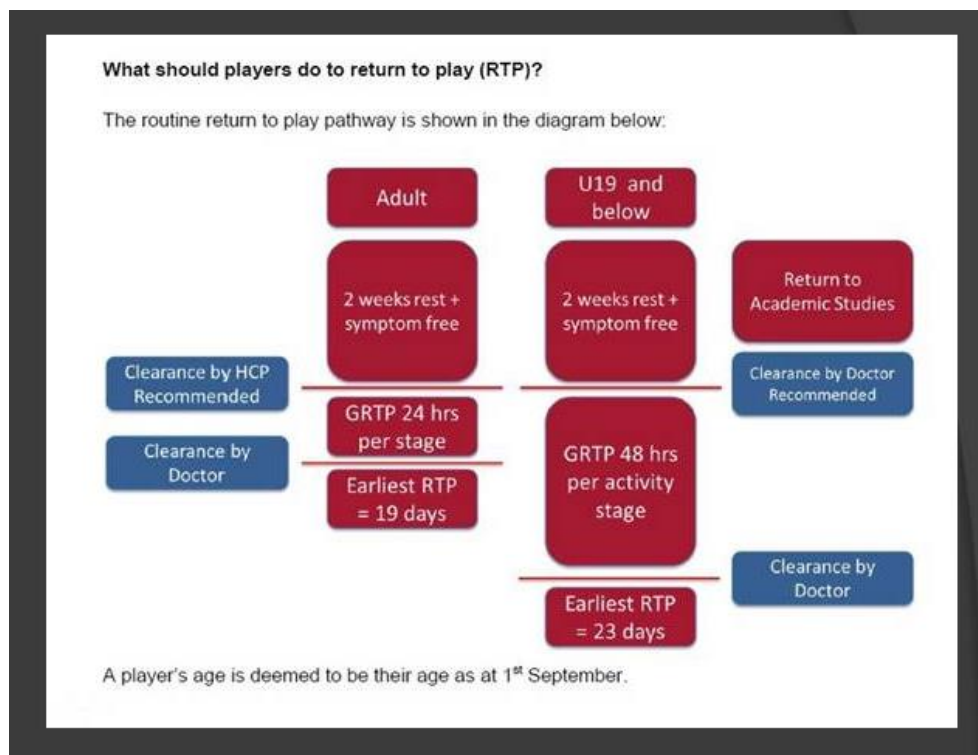 What should players do to return to play (RTP)?
The routine return to play pathway is shown in the diagram below:
Adult
U19 and
below
2 weeks rest +
symptom free
2 weeks rest +
symptom free
Return to
Academic Studies
Clearance by HCP
Recommended
Clearance by Doctor
Recommended
GRTP 24 hrs
per stage
Clearance by
Doctor
GRTP 48 hrs
per activity
stage
Earliest RTP
= 19 days
Clearance by
Doctor
Earliest RTP
= 23 days
A player's age is deemed to be their age as at 1st September.